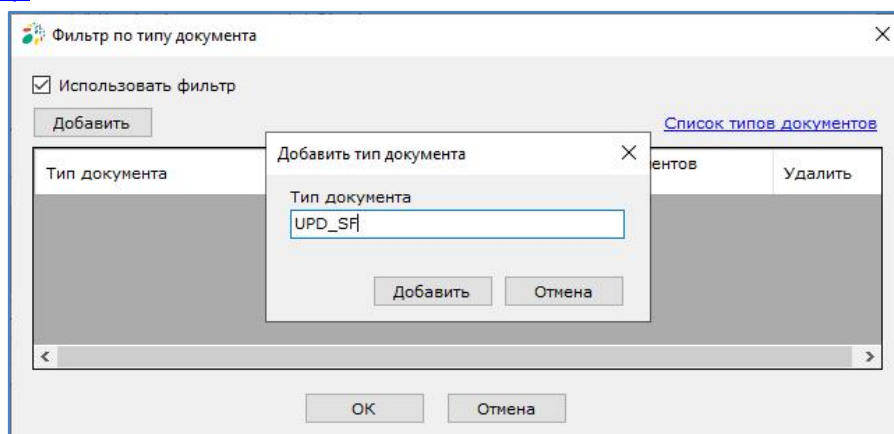 Фильтр по типу документа
Использовать фильтр
Добавить
Список типов документов
Тип документа
ентов
Удалить
Добавить тип документа
Тип документа
UPD_SF
Добавить
Отмена
ОК
Отмена